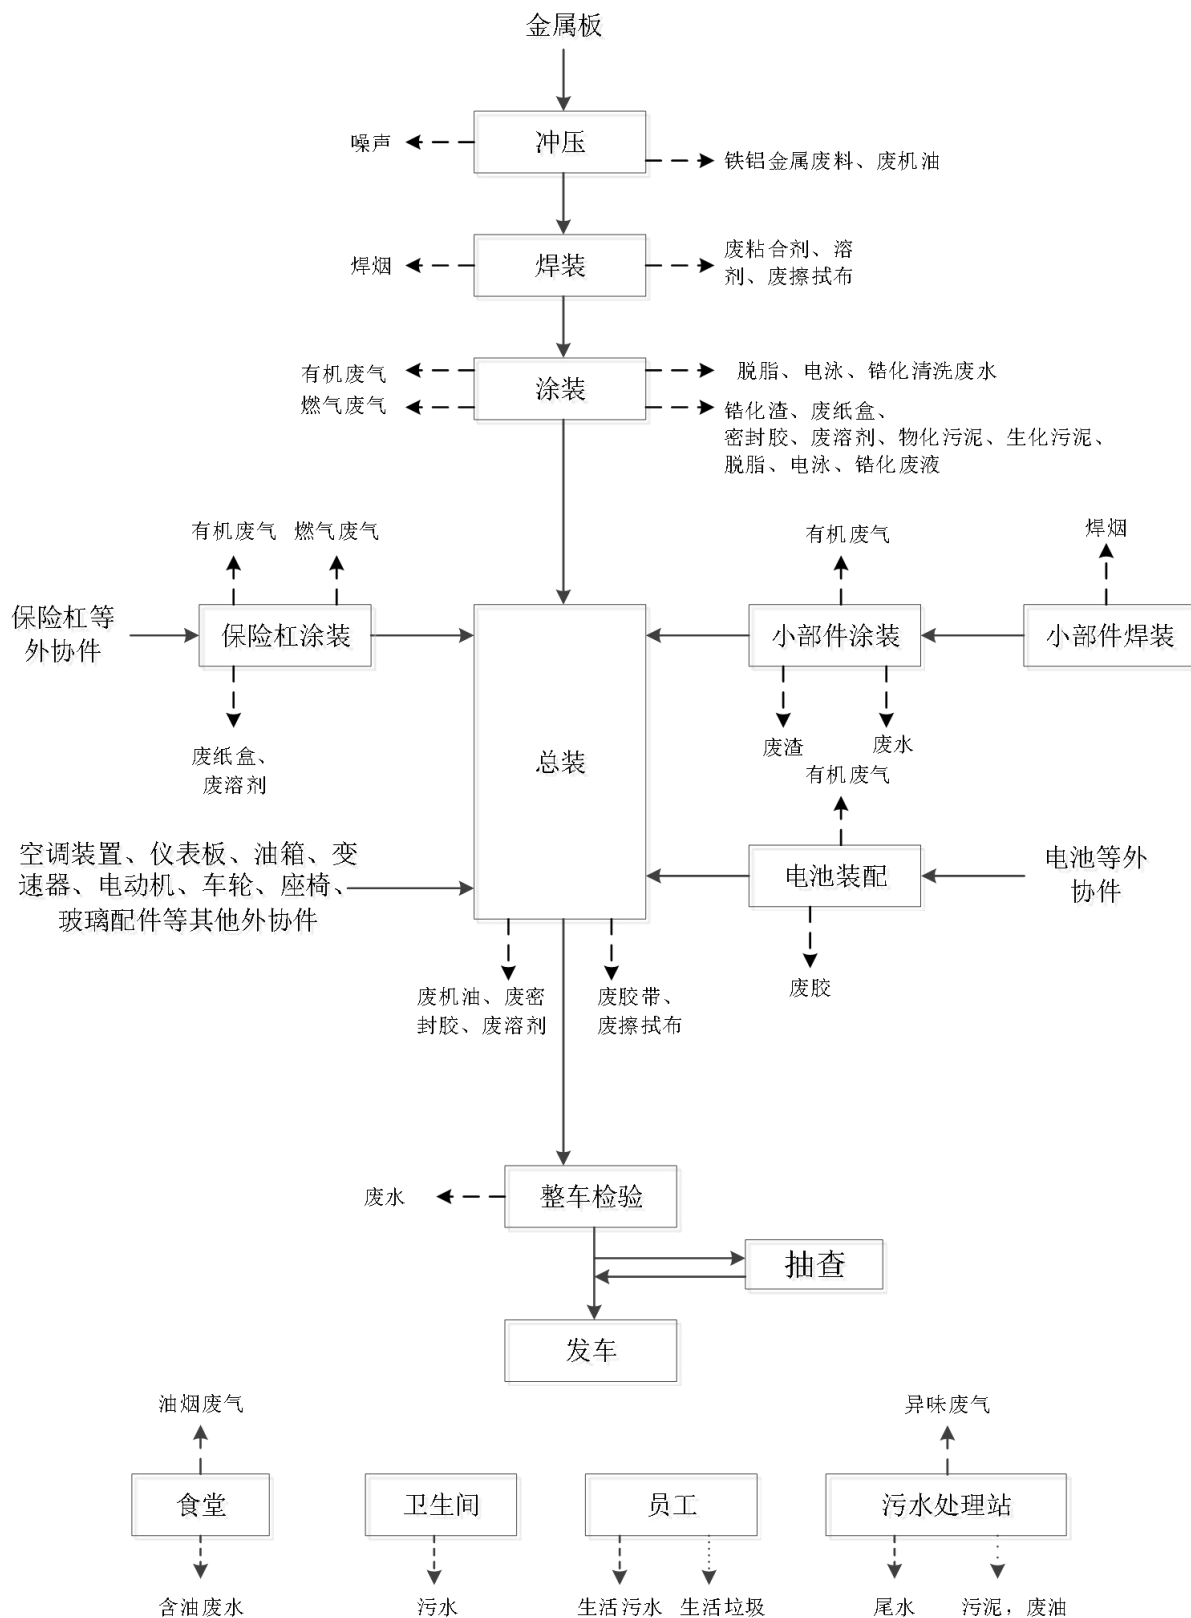 金属板
冲压
噪声
铁铝金属废料、废机油
焊装
焊烟
废粘合剂、溶
剂、废擦拭布
涂装
有机废气
燃气废气
脱脂、电泳、锆化清洗废水
锆化渣、废纸盒、
密封胶、废溶剂、物化污泥、生化污泥、
脱脂、电泳、锆化废液
有机废气
燃气废气
保险杠等
外协件
保险杠涂装
废纸盒、
废溶剂
有机废气
焊烟
小部件涂装
小部件焊装
废渣
废水
总装
空调装置、仪表板、油箱、变
速器、电动机、车轮、座椅、
玻璃配件等其他外协件
有机废气
电池装配
电池等外
协件
废胶
废机油、废密
封胶、废溶剂
废胶带、
废擦拭布
整车检验
废水
抽查
发车
油烟废气
食堂
含油废水
卫生间
污水
员工
生活污水
生活垃圾
异味废气
污水处理站
尾水
污泥，废油